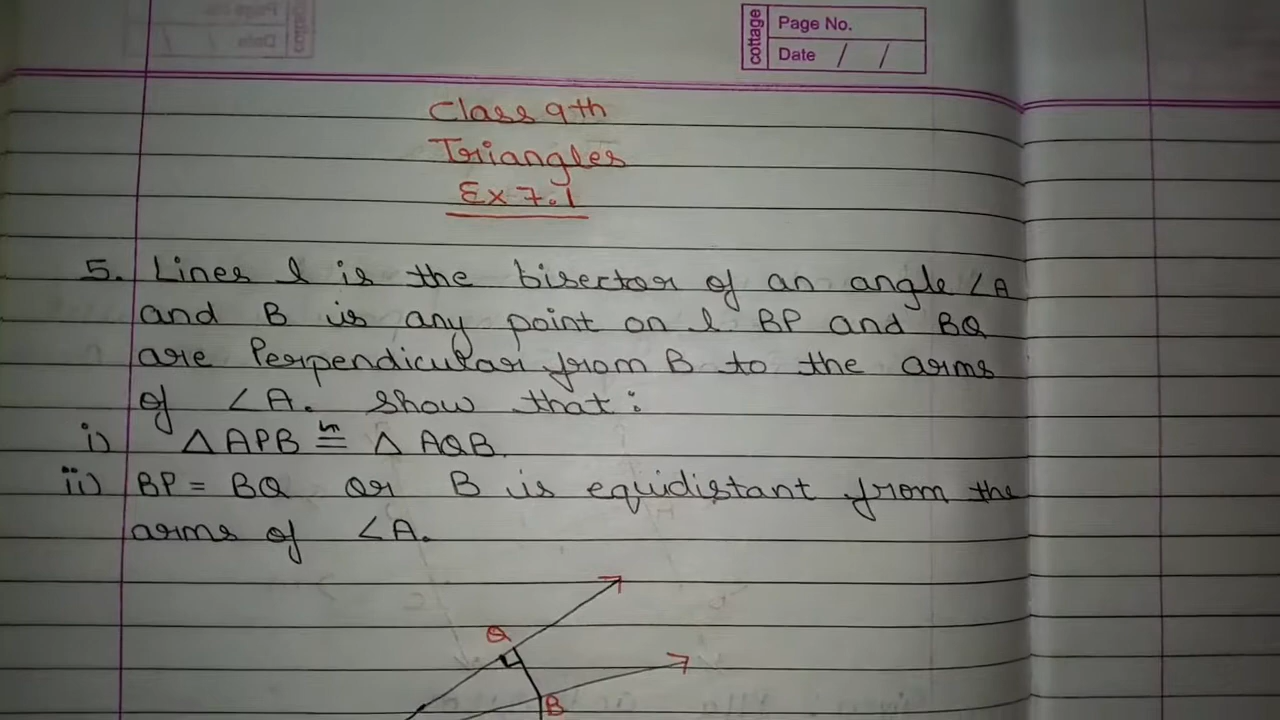 cottage
Page No.
Date / /
Class 9th
Triangles
Ex 7.1
5. Lines l is the bisector of an angle ∠A
and B is any point on l BP and BQ
are Perpendicular from B to the arms
of ∠A. Show that:
i) △APB ≅ △AQB.
ii) BP = BQ or B is equidistant from the
arms of ∠A.
Q
B